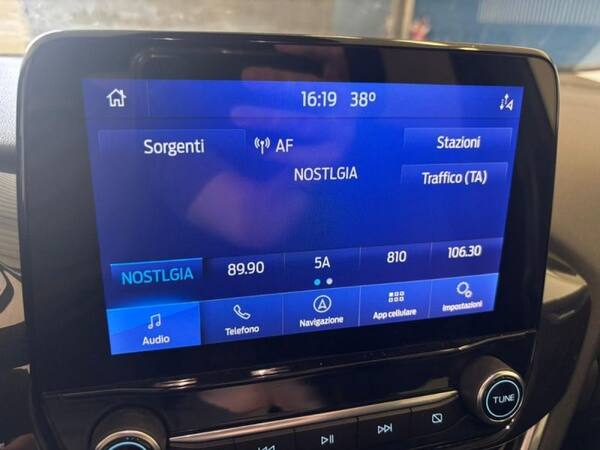 16:19 38°
Sorgenti
AF
Stazioni
NOSTLGIA
Traffico (TA)
NOSTLGIA
89.90
5A
810
106.30
Audio
Telefono
Navigazione
App cellulare
Impostazioni
TUNE